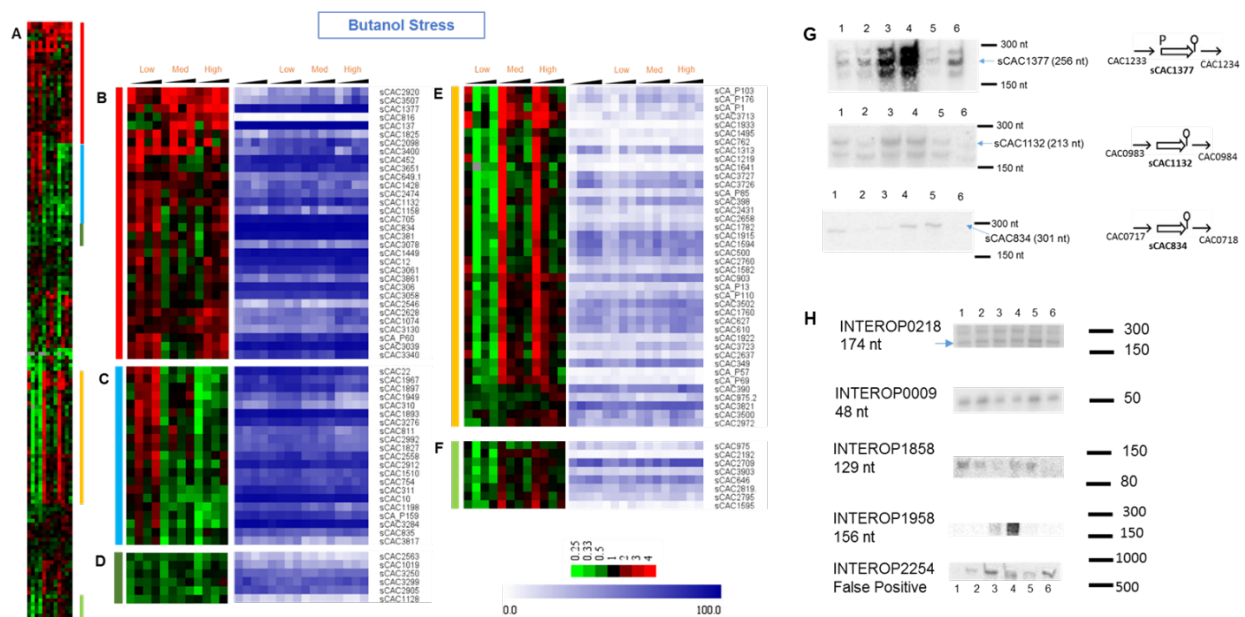 Butanol Stress
A
B
Low Med High
Low Med High
sCAC2920
sCAC3507
sCAC1377
sCAC816
sCAC137
sCAC1825
sCAC2098
sCAC3400
sCAC452
sCAC3651
sCAC649.1
sCAC1428
sCAC2474
sCAC1132
sCAC1158
sCAC705
sCAC834
sCAC381
sCAC3078
sCAC1449
sCAC12
sCAC3061
sCAC3861
sCAC306
sCAC3058
sCAC2546
sCAC2628
sCAC1074
sCAC3130
sCA_P60
sCAC3039
sCAC3340
C
sCAC22
sCAC1967
sCAC1897
sCAC1949
sCAC310
sCAC1893
sCAC3276
sCAC811
sCAC2992
sCAC1827
sCAC2558
sCAC2912
sCAC1510
sCAC754
sCAC311
sCAC10
sCAC1198
sCA_P159
sCAC3284
sCAC835
sCAC3817
D
sCAC2563
sCAC1019
sCAC3250
sCAC3299
sCAC2905
sCAC1128
E
Low Med High
Low Med High
sCA_P103
sCA_P176
sCA_P1
sCAC3713
sCAC1933
sCAC1495
sCAC762
sCAC1313
sCAC1219
sCAC1641
sCAC3727
sCAC3726
sCA_P85
sCAC398
sCAC2431
sCAC2658
sCAC1782
sCAC1915
sCAC1594
sCAC500
sCAC2760
sCAC1582
sCAC903
sCA_P13
sCA_P110
sCAC3502
sCAC1760
sCAC627
sCAC610
sCAC1922
sCAC3723
sCAC2637
sCAC349
sCA_P57
sCA_P69
sCAC390
sCAC975.2
sCAC3821
sCAC3500
sCAC2972
F
sCAC875
sCAC2192
sCAC2709
sCAC3903
sCAC646
sCAC2819
sCAC2795
sCAC1595
0.25 0.33 0.5 1 2 3 4
0.0 100.0
G
1 2 3 4 5 6
300 nt
sCAC1377 (256 nt)
150 nt
P O
CAC1233 CAC1234
sCAC1377
1 2 3 4 5 6
300 nt
sCAC1132 (213 nt)
150 nt
O
CAC0983 CAC0984
sCAC1132
1 2 3 4 5 6
300 nt
sCAC834 (301 nt)
150 nt
O
CAC0717 CAC0718
sCAC834
H
1 2 3 4 5 6
INTEROP0218
174 nt
300
150
INTEROP0009
48 nt
50
INTEROP1858
129 nt
150
80
INTEROP1958
156 nt
300
150
INTEROP2254
False Positive
1000
500
1 2 3 4 5 6